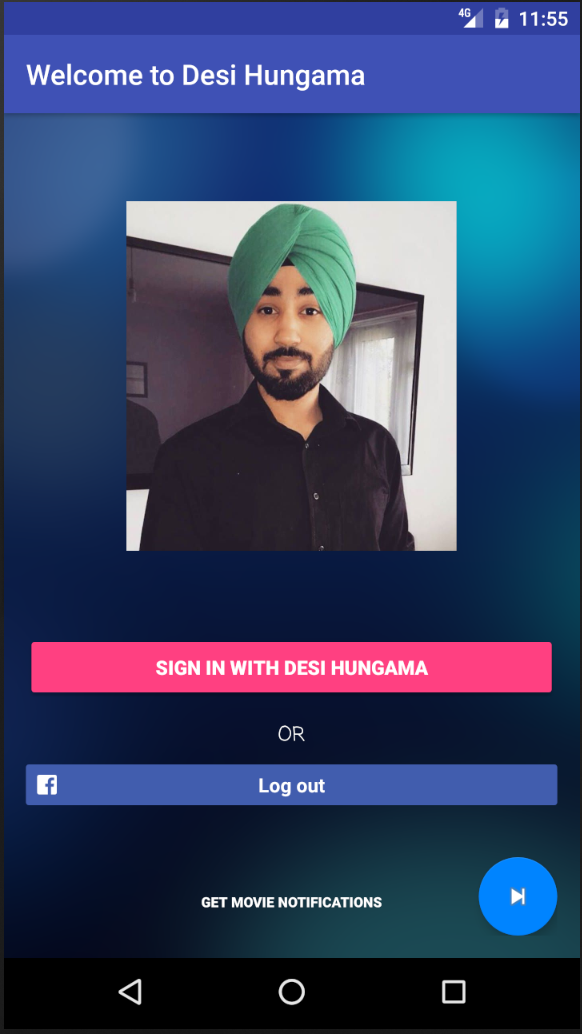 4G 11:55
Welcome to Desi Hungama
SIGN IN WITH DESI HUNGAMA
OR
Log out
GET MOVIE NOTIFICATIONS